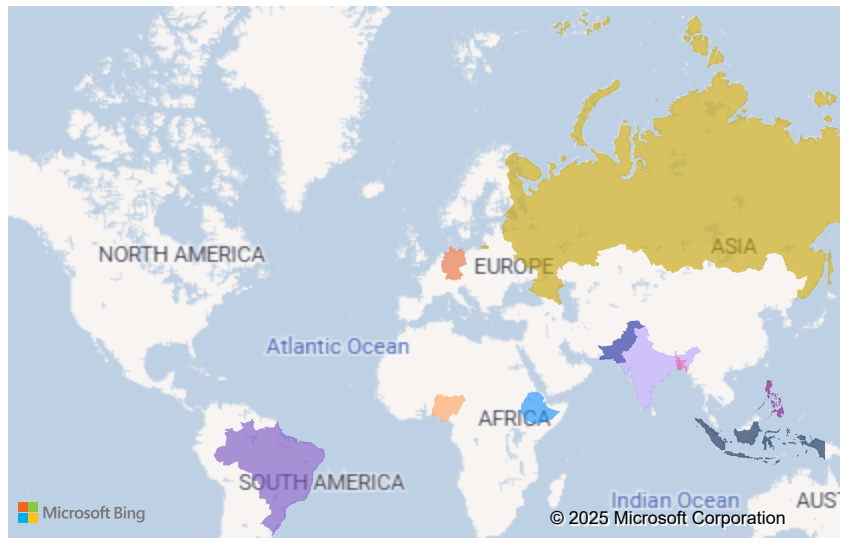 ASIA
NORTH AMERICA
EUROPE
Atlantic Ocean
AFRICA
SOUTH AMERICA
Indian Ocean
AUST
Microsoft Bing
© 2025 Microsoft Corporation